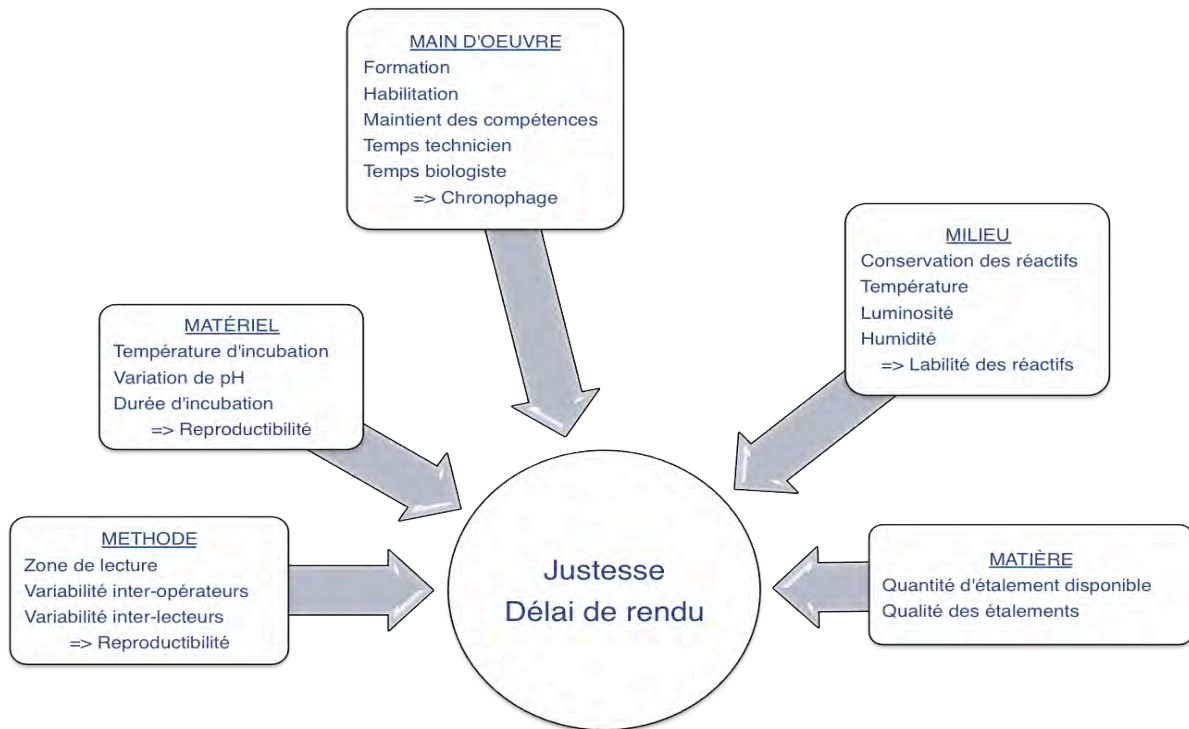 MAIN D'OEUVRE
Formation
Habilitation
Maintient des compétences
Temps technicien
Temps biologiste
=> Chronophage
MILIEU
Conservation des réactifs
Température
Luminosité
Humidité
=> Labilité des réactifs
MATÉRIEL
Température d'incubation
Variation de pH
Durée d'incubation
=> Reproductibilité
METHODE
Zone de lecture
Variabilité inter-opérateurs
Variabilité inter-lecteurs
=> Reproductibilité
Justesse
Délai de rendu
MATIÈRE
Quantité d'étalement disponible
Qualité des étalements